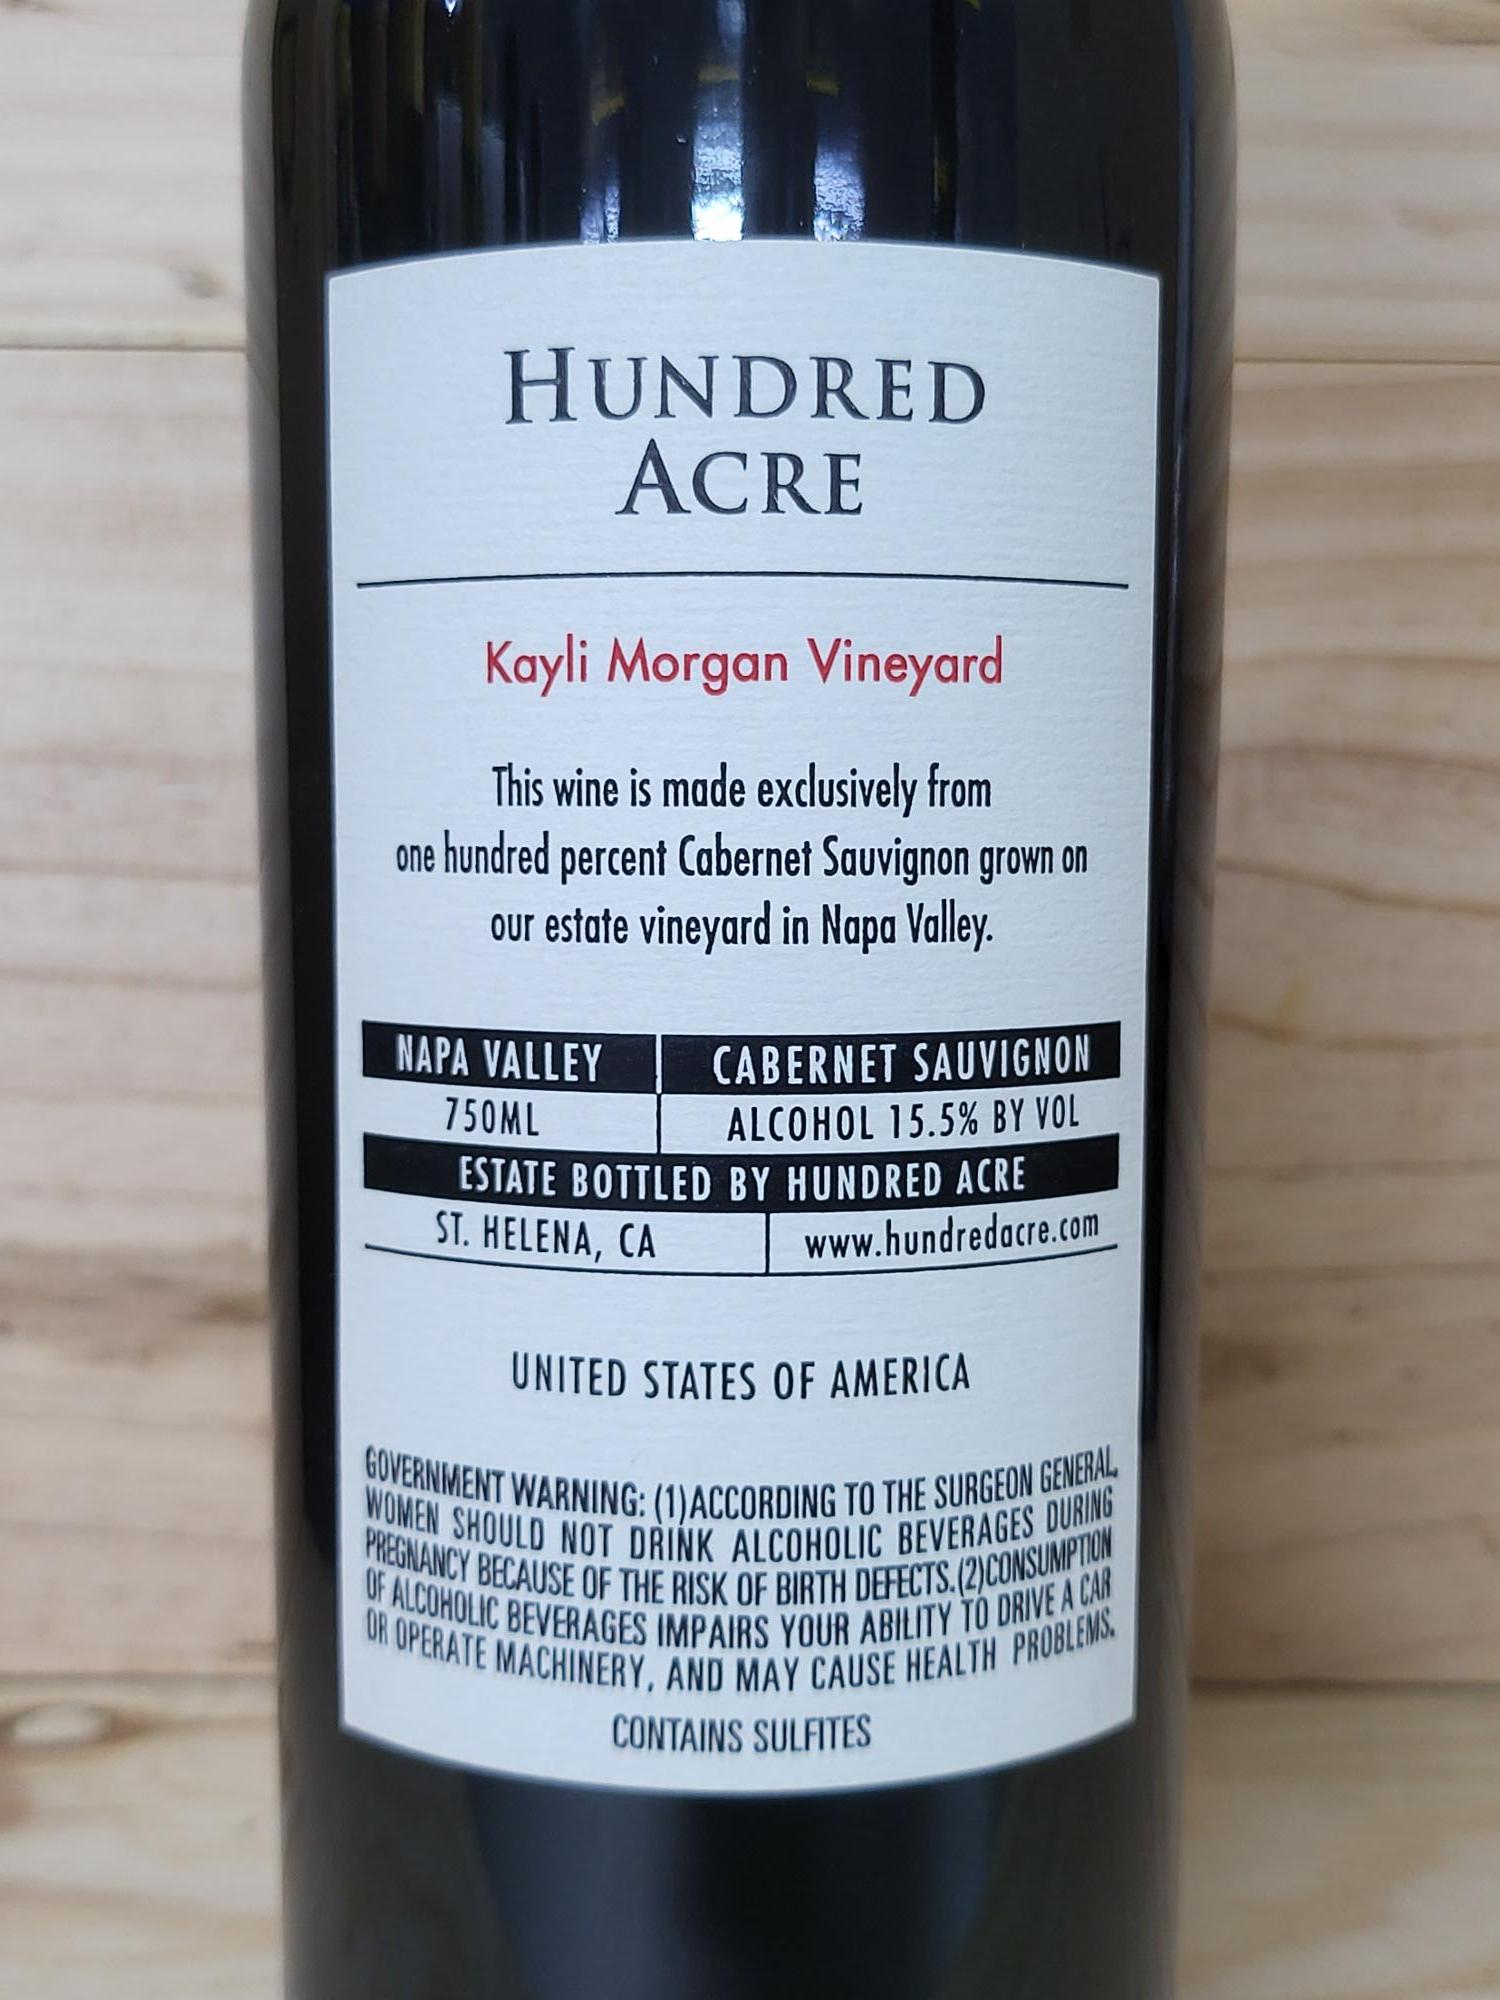 HUNDRED
ACRE
Kayli Morgan Vineyard
This wine is made exclusively from
one hundred percent Cabernet Sauvignon grown on
our estate vineyard in Napa Valley.
NAPA VALLEY CABERNET SAUVIGNON
750ML ALCOHOL 15.5% BY VOL
ESTATE BOTTLED BY HUNDRED ACRE
ST. HELENA, CA www.hundredacre.com
UNITED STATES OF AMERICA
GOVERNMENT WARNING: (1)ACCORDING TO THE SURGEON GENERAL,
WOMEN SHOULD NOT DRINK ALCOHOLIC BEVERAGES DURING
PREGNANCY BECAUSE OF THE RISK OF BIRTH DEFECTS.(2)CONSUMPTION
OF ALCOHOLIC BEVERAGES IMPAIRS YOUR ABILITY TO DRIVE A CAR
OR OPERATE MACHINERY, AND MAY CAUSE HEALTH PROBLEMS.
CONTAINS SULFITES